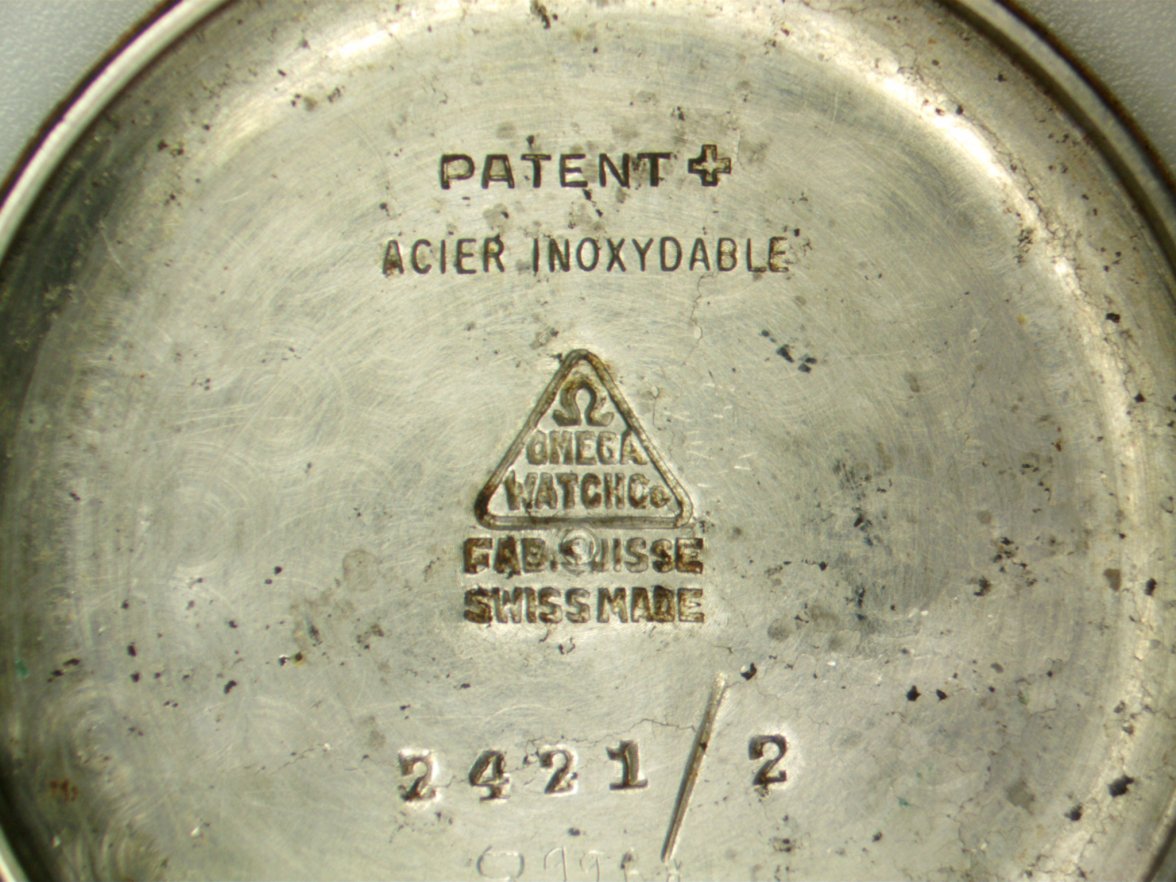 PATENT ✚
ACIER INOXYDABLE
Ω
OMEGA
WATCH Co
FAB. SUISSE
SWISS MADE
2421/2